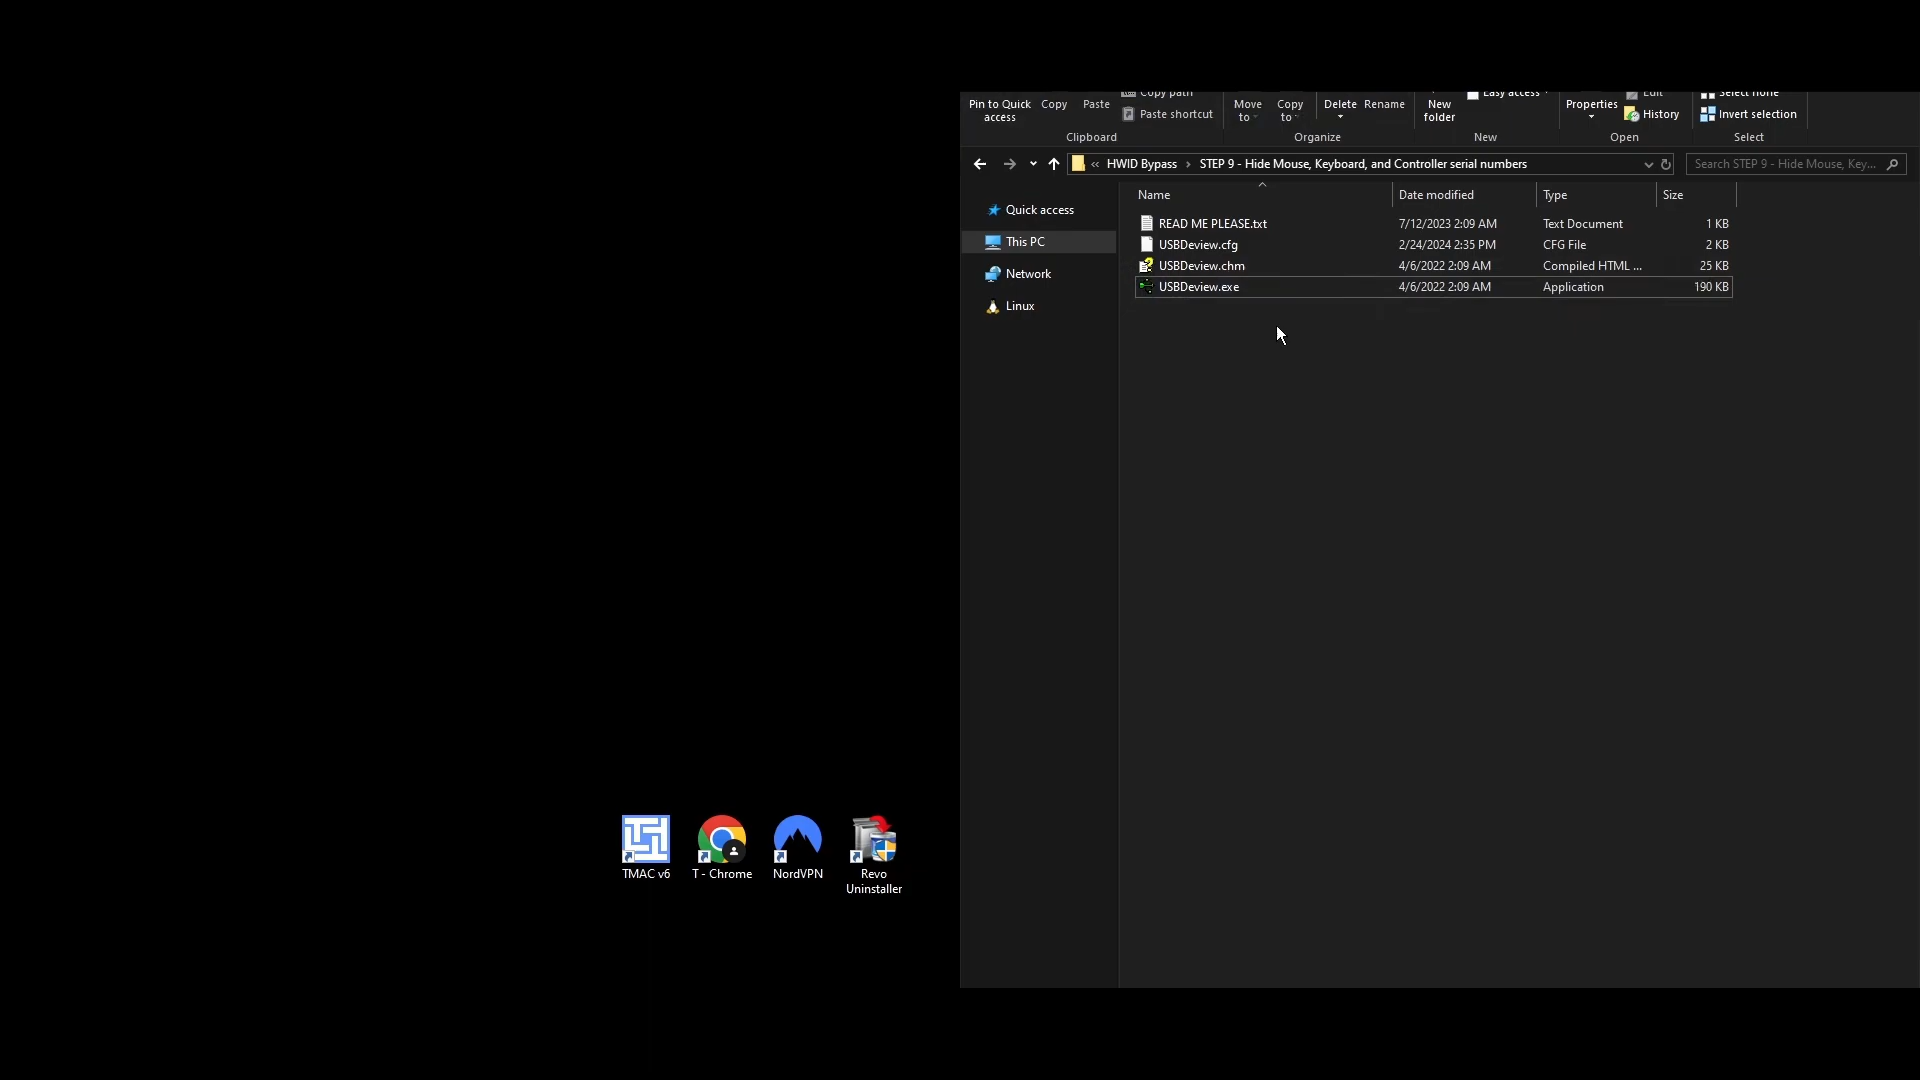 Copy path
Easy access
Edit
Select none
Pin to Quick access
Copy
Paste
Paste shortcut
Move to
Copy to
Delete
Rename
New folder
Properties
History
Invert selection
Clipboard
Organize
New
Open
Select
« HWID Bypass › STEP 9 - Hide Mouse, Keyboard, and Controller serial numbers
Search STEP 9 - Hide Mouse, Key...
Name Date modified Type Size
Quick access
This PC
Network
Linux
READ ME PLEASE.txt 7/12/2023 2:09 AM Text Document 1 KB
USBDeview.cfg 2/24/2024 2:35 PM CFG File 2 KB
USBDeview.chm 4/6/2022 2:09 AM Compiled HTML ... 25 KB
USBDeview.exe 4/6/2022 2:09 AM Application 190 KB
TMAC v6
T - Chrome
NordVPN
Revo
Uninstaller